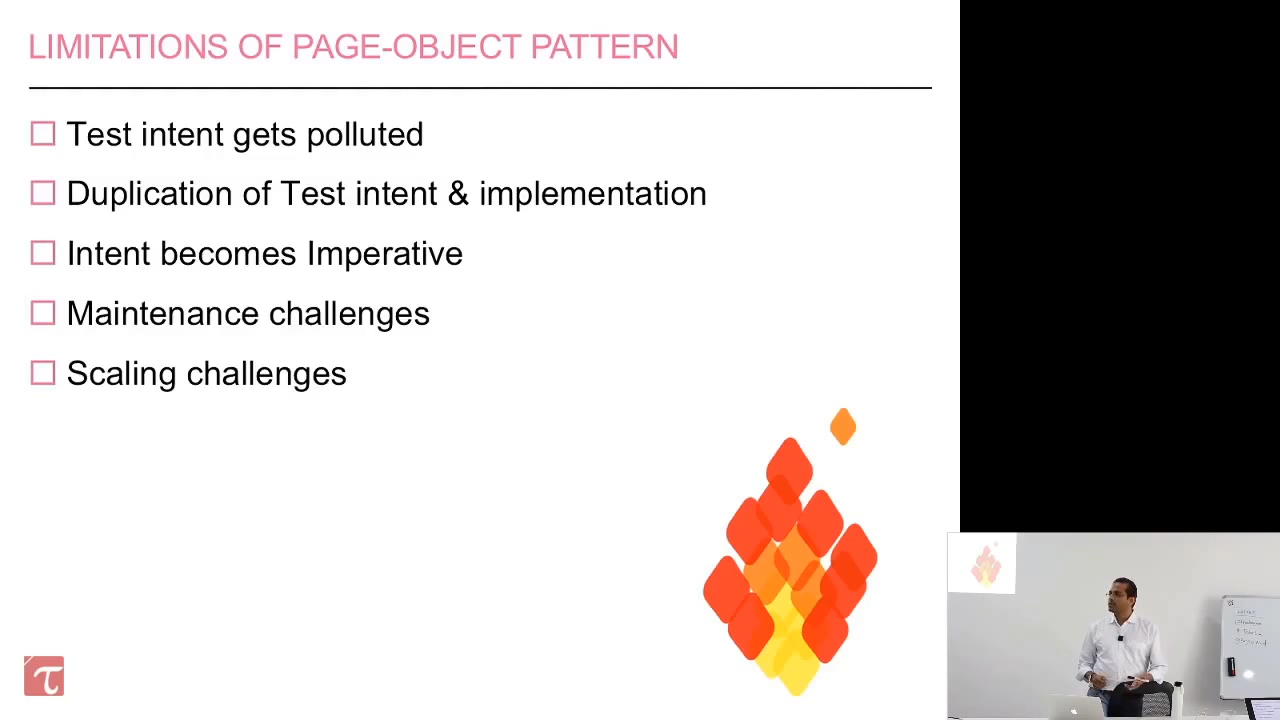 LIMITATIONS OF PAGE-OBJECT PATTERN
Test intent gets polluted
Duplication of Test intent & implementation
Intent becomes Imperative
Maintenance challenges
Scaling challenges
τ